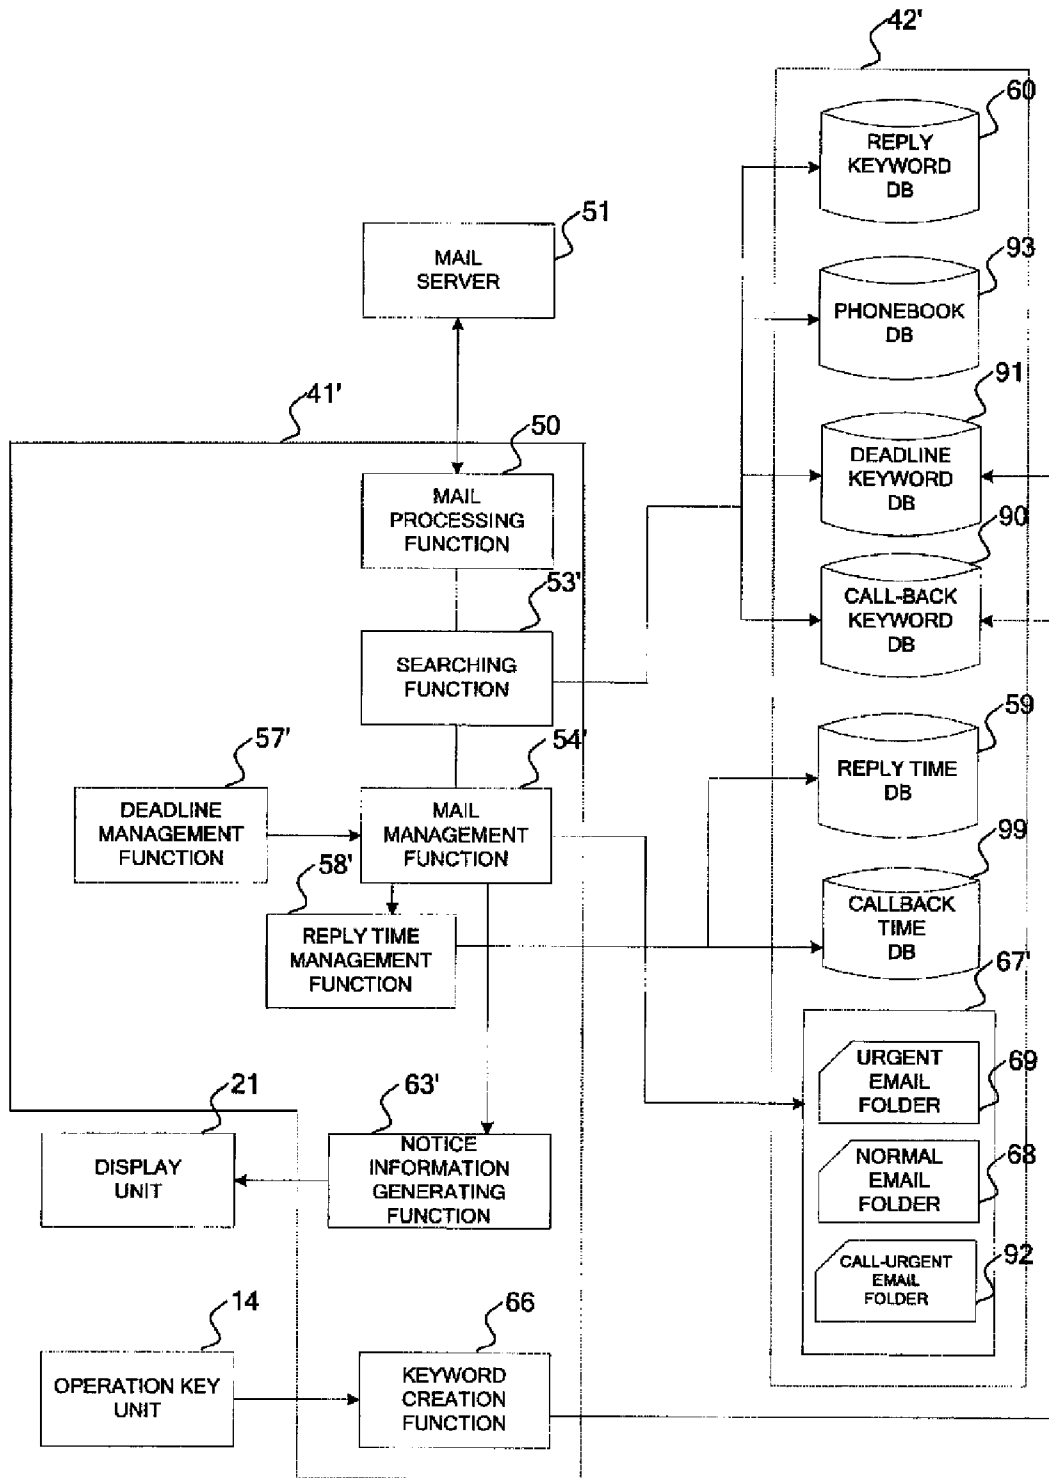 42'
60
REPLY
KEYWORD
DB
51
MAIL
SERVER
93
PHONEBOOK
DB
91
41'
50
DEADLINE
KEYWORD
DB
MAIL
PROCESSING
FUNCTION
90
53'
CALL-BACK
KEYWORD
DB
SEARCHING
FUNCTION
59
57'
54'
REPLY TIME
DB
DEADLINE
MANAGEMENT
FUNCTION
MAIL
MANAGEMENT
FUNCTION
99
58'
CALLBACK
TIME
DB
REPLY TIME
MANAGEMENT
FUNCTION
67'
URGENT
EMAIL
FOLDER
69
21
63'
NOTICE
INFORMATION
GENERATING
FUNCTION
DISPLAY
UNIT
NORMAL
EMAIL
FOLDER
68
CALL-URGENT
EMAIL
FOLDER
92
14
66
OPERATION KEY
UNIT
KEYWORD
CREATION
FUNCTION